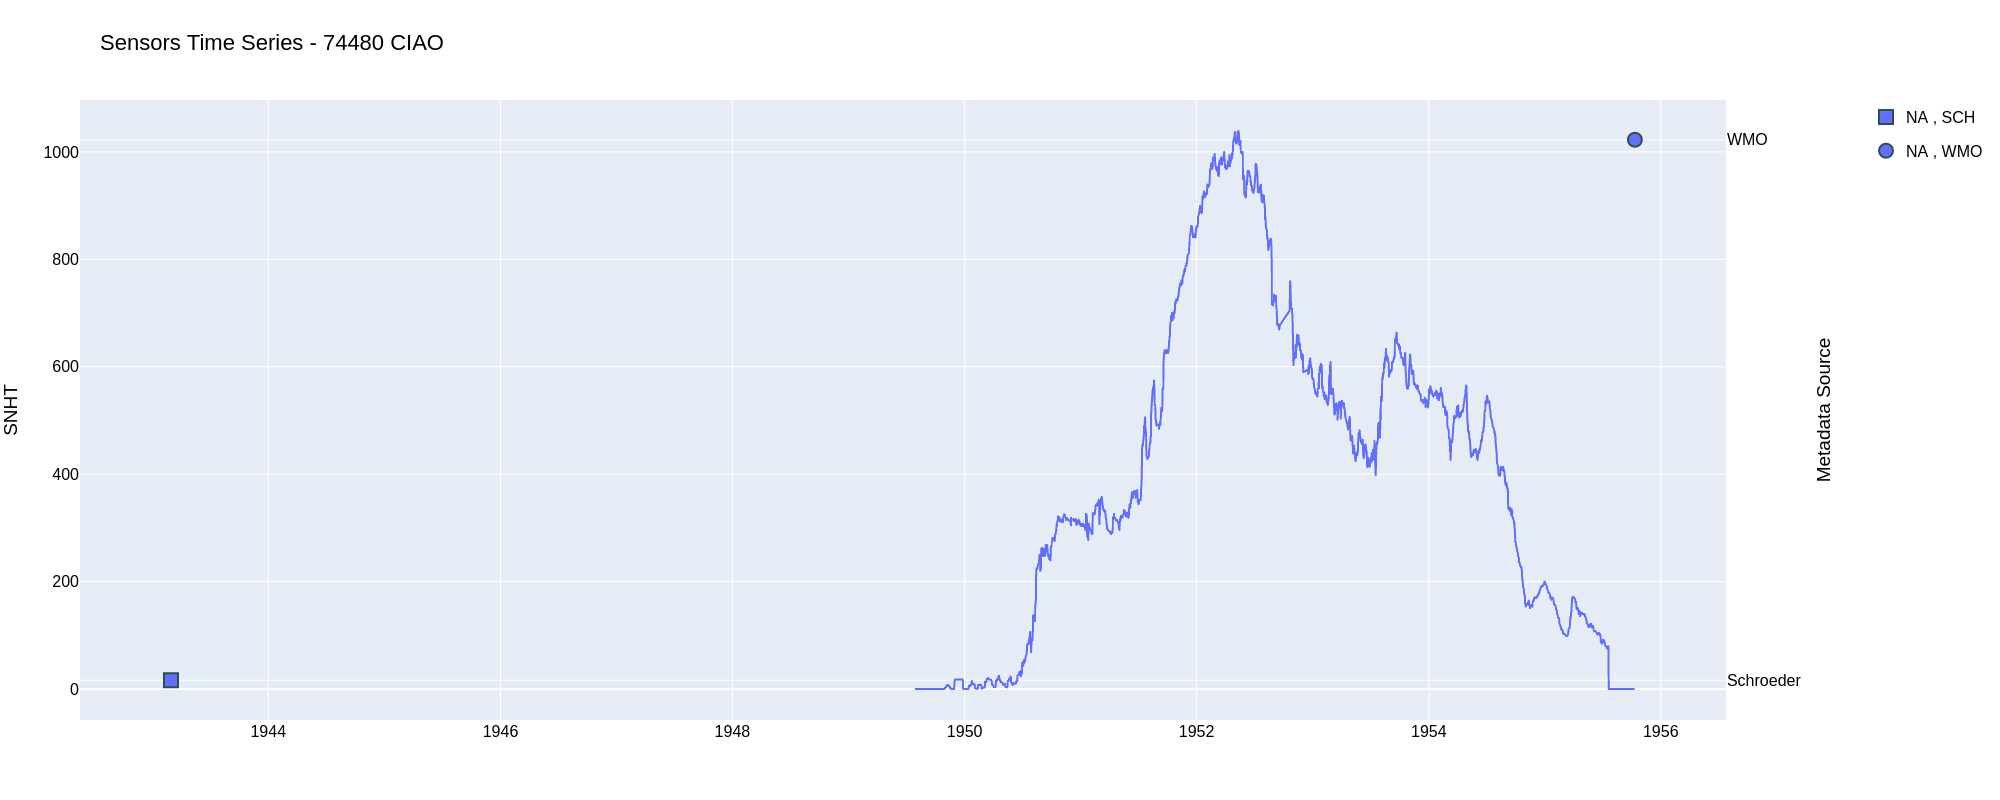 Sensors Time Series - 74480 CIAO
NA , SCH
NA , WMO
WMO
Schroeder
1000
800
600
400
200
0
SNHT
Metadata Source
1944
1946
1948
1950
1952
1954
1956